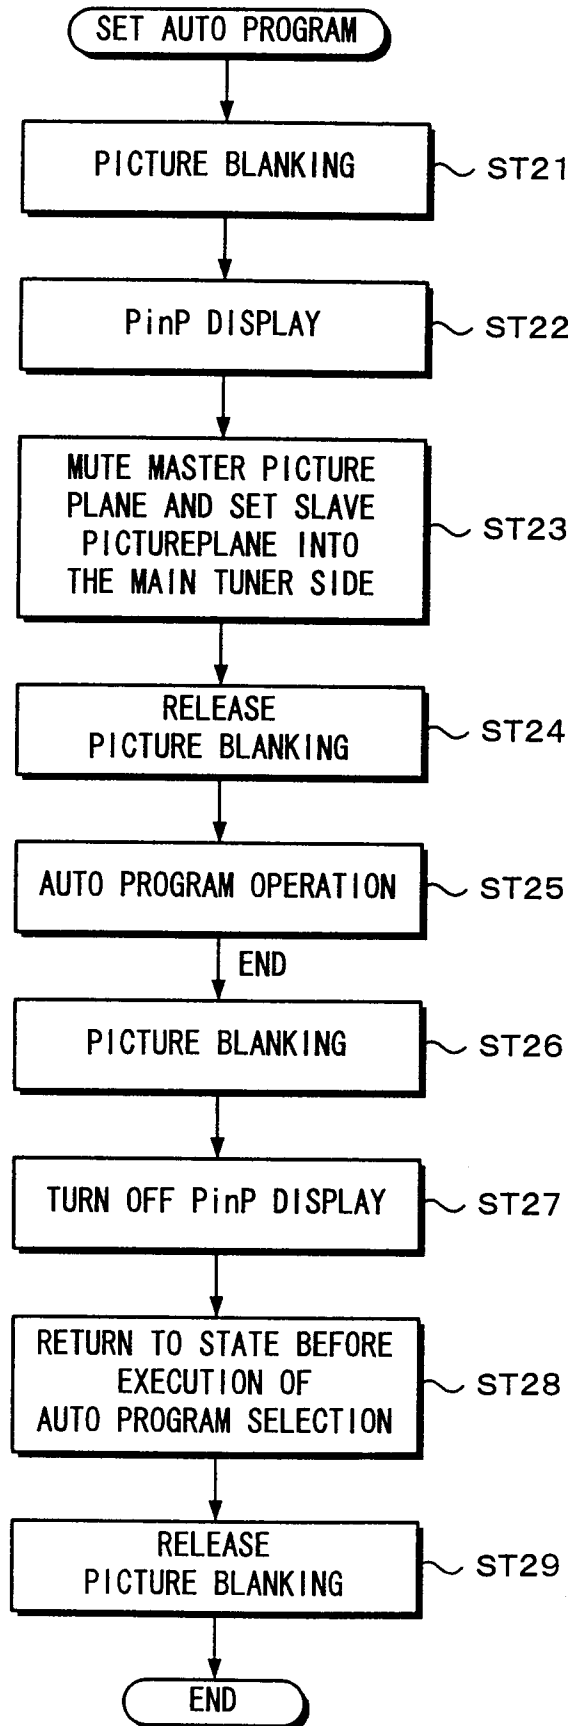 SET AUTO PROGRAM
PICTURE BLANKING
ST21
PinP DISPLAY
ST22
MUTE MASTER PICTURE
PLANE AND SET SLAVE
PICTUREPLANE INTO
THE MAIN TUNER SIDE
ST23
RELEASE
PICTURE BLANKING
ST24
AUTO PROGRAM OPERATION
ST25
END
PICTURE BLANKING
ST26
TURN OFF PinP DISPLAY
ST27
RETURN TO STATE BEFORE
EXECUTION OF
AUTO PROGRAM SELECTION
ST28
RELEASE
PICTURE BLANKING
ST29
END